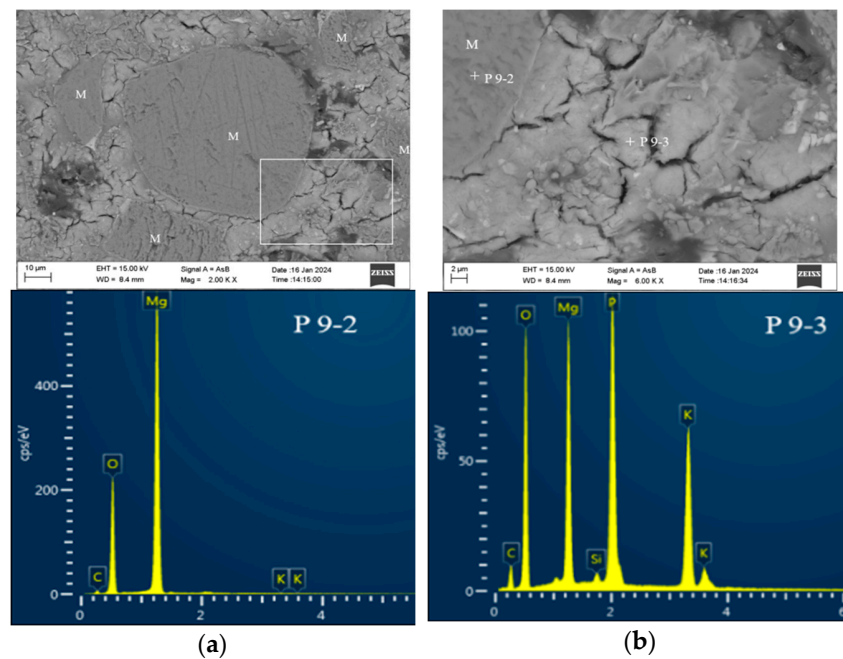 M
M
M
M
M
10 µm
EHT = 15.00 kV
WD = 8.4 mm
Signal A = AsB
Mag = 2.00 K X
Date :16 Jan 2024
Time :14:15:00
ZEISS
M
+ P 9-2
+ P 9-3
2 µm
EHT = 15.00 kV
WD = 8.4 mm
Signal A = AsB
Mag = 6.00 K X
Date :16 Jan 2024
Time :14:16:34
ZEISS
P 9-2
Mg
O
C
K
K
cps/eV
400
200
0
0
2
4
(a)
P 9-3
O
Mg
P
K
K
C
Si
cps/eV
100
50
0
0
2
4
6
(b)